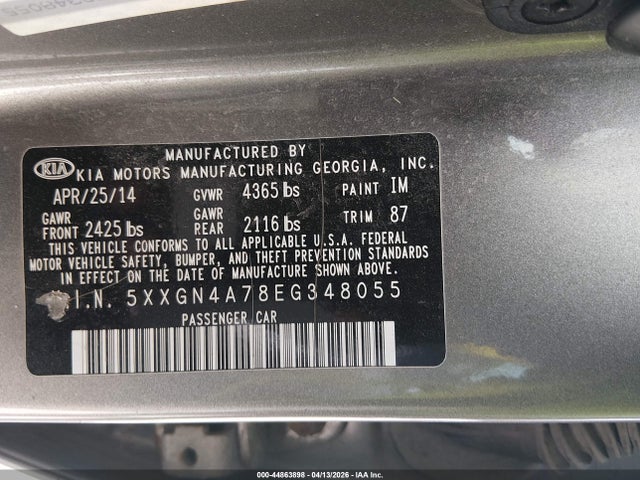 348055
MANUFACTURED BY
KIA KIA MOTORS MANUFACTURING GEORGIA, INC.
APR/25/14 GVWR 4365 lbs PAINT IM
GAWR FRONT 2425 lbs GAWR REAR 2116 lbs TRIM 87
THIS VEHICLE CONFORMS TO ALL APPLICABLE U.S.A. FEDERAL
MOTOR VEHICLE SAFETY, BUMPER, AND THEFT PREVENTION STANDARDS
IN EFFECT ON THE DATE OF MANUFACTURE SHOWN ABOVE.
I.N. 5XXGN4A78EG348055
PASSENGER CAR
000-44863898 - 04/13/2026 - IAA Inc.